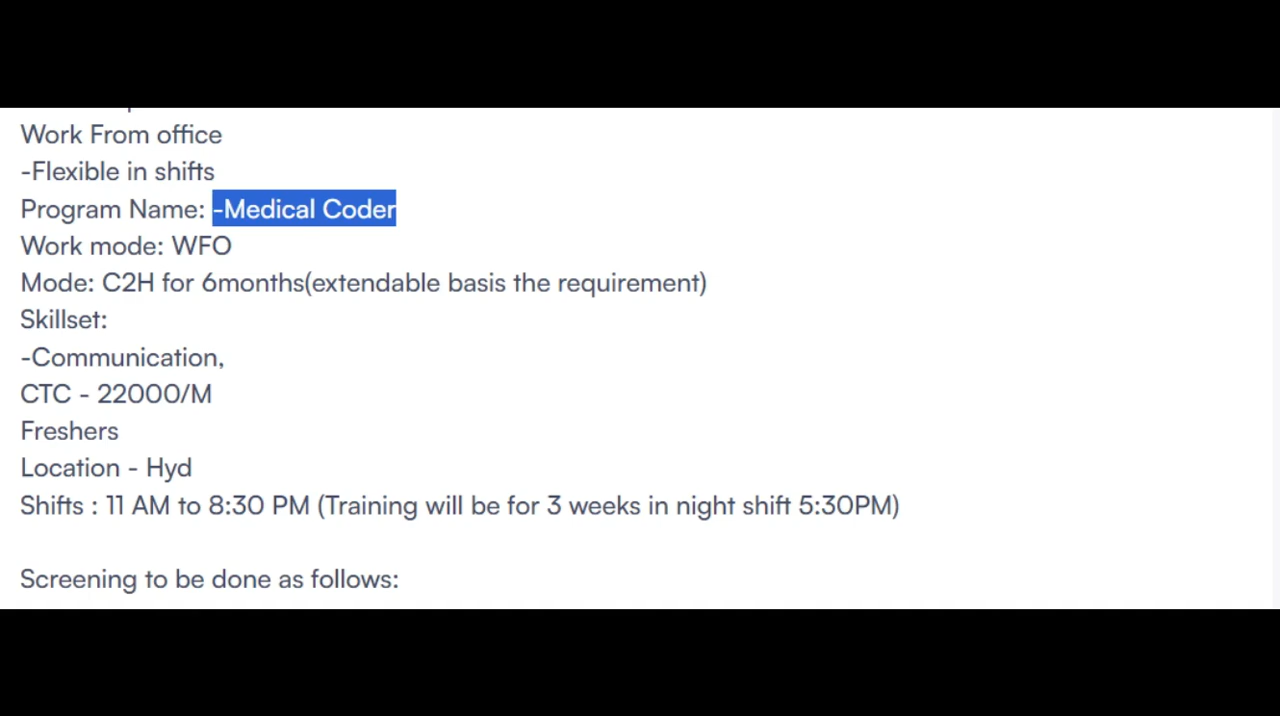 Work From office
-Flexible in shifts
Program Name: -Medical Coder
Work mode: WFO
Mode: C2H for 6months(extendable basis the requirement)
Skillset:
-Communication,
CTC - 22000/M
Freshers
Location - Hyd
Shifts : 11 AM to 8:30 PM (Training will be for 3 weeks in night shift 5:30PM)
Screening to be done as follows: